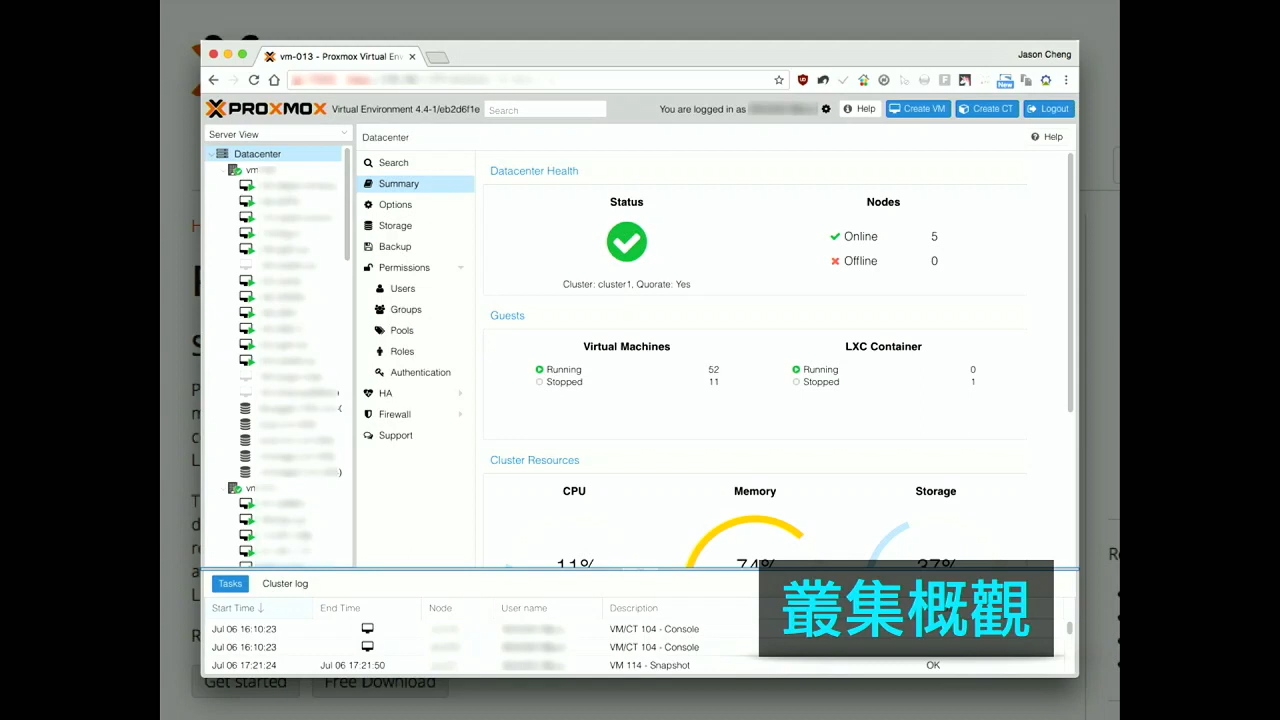 vm-013 - Proxmox Virtual Env
Jason Cheng
New
PROXMOX Virtual Environment 4.4-1/eb2d6f1e
Search
You are logged in as
Help
Create VM
Create CT
Logout
Server View
Datacenter
vm
vm
Datacenter
Help
Search
Summary
Options
Storage
Backup
Permissions
Users
Groups
Pools
Roles
Authentication
HA
Firewall
Support
Datacenter Health
Status
Nodes
Online 5
Offline 0
Cluster: cluster1, Quorate: Yes
Guests
Virtual Machines
LXC Container
Running 52
Running 0
Stopped 11
Stopped 1
Cluster Resources
CPU
Memory
Storage
11%
74%
37%
Tasks
Cluster log
Start Time
End Time
Node
User name
Description
Jul 06 16:10:23 VM/CT 104 - Console
Jul 06 16:10:23 VM/CT 104 - Console
Jul 06 17:21:24 Jul 06 17:21:50 VM 114 - Snapshot OK
叢集概觀
Get started
Free Download